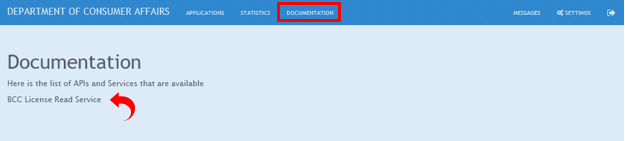 DEPARTMENT OF CONSUMER AFFAIRS APPLICATIONS STATISTICS DOCUMENTATION MESSAGES SETTINGS
Documentation
Here is the list of APIs and Services that are available
BCC License Read Service